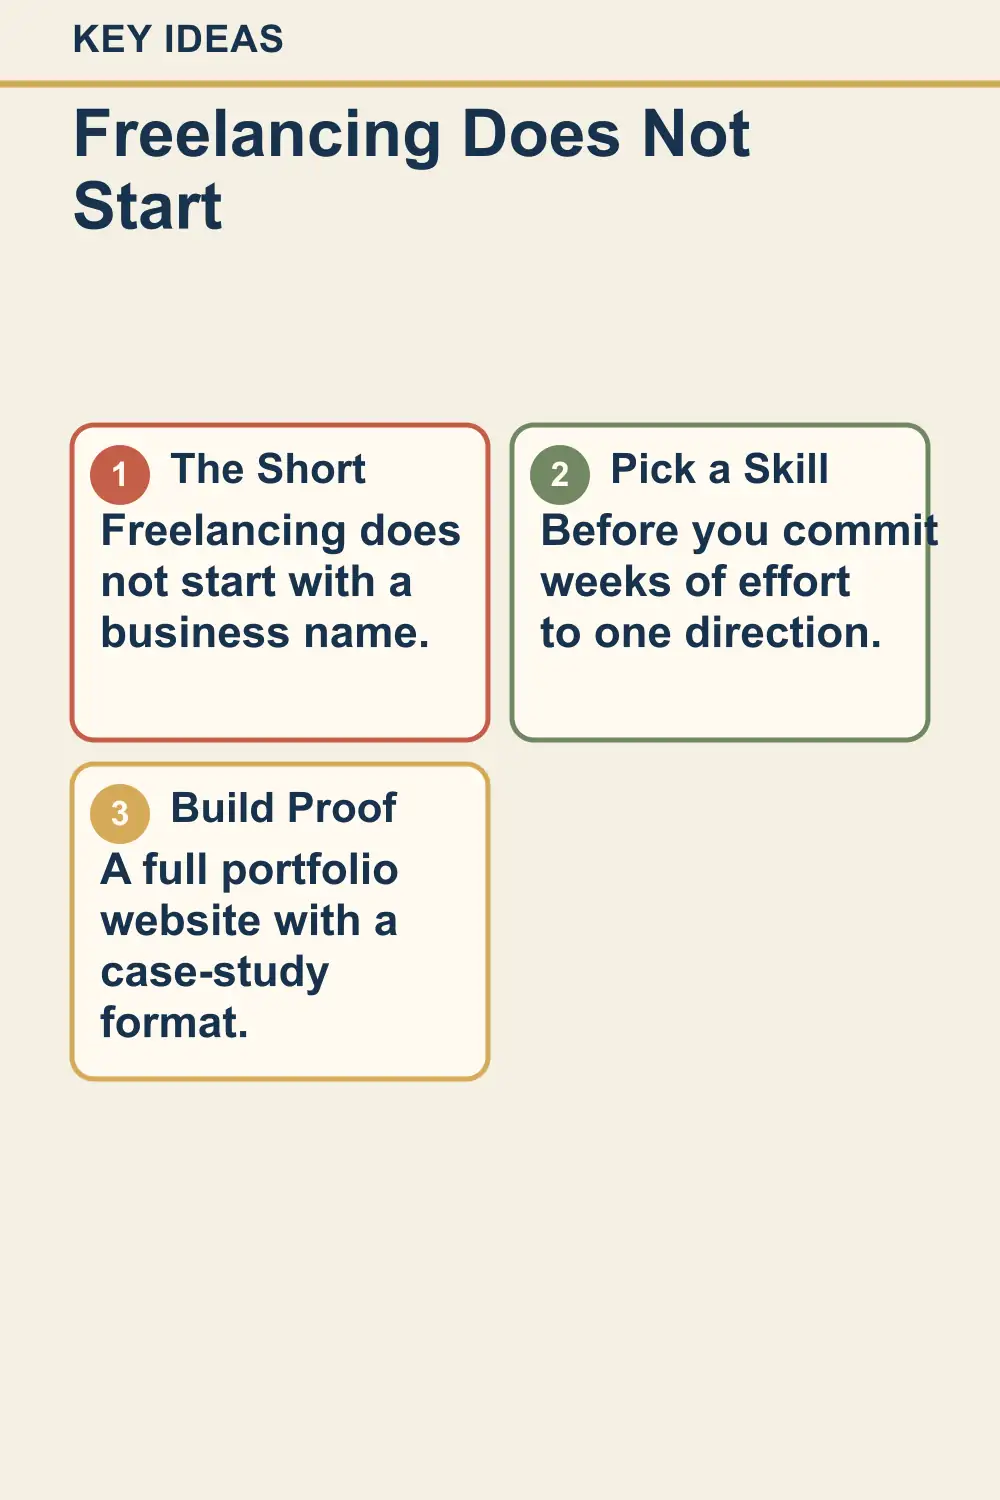 KEY IDEAS
Freelancing Does Not
Start
1 The Short
Freelancing does
not start with a
business name.
2 Pick a Skill
Before you commit
weeks of effort
to one direction.
3 Build Proof
A full portfolio
website with a
case-study
format.